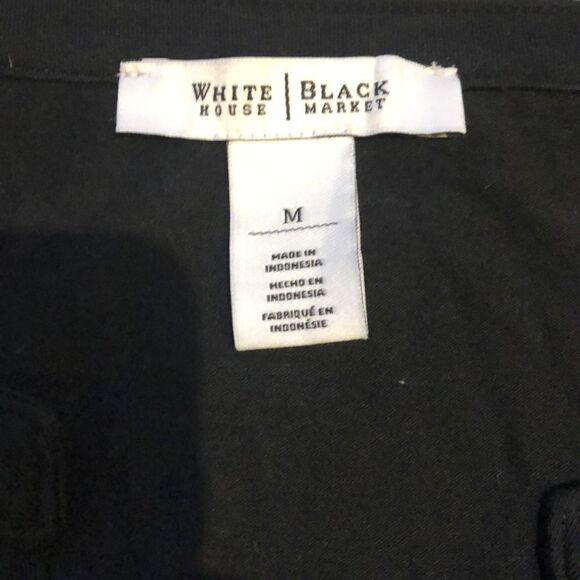 WHITE | BLACK
HOUSE | MARKET
M
MADE IN
INDONESIA
HECHO EN
INDONESIA
FABRIQUÉ EN
INDONÉSIE